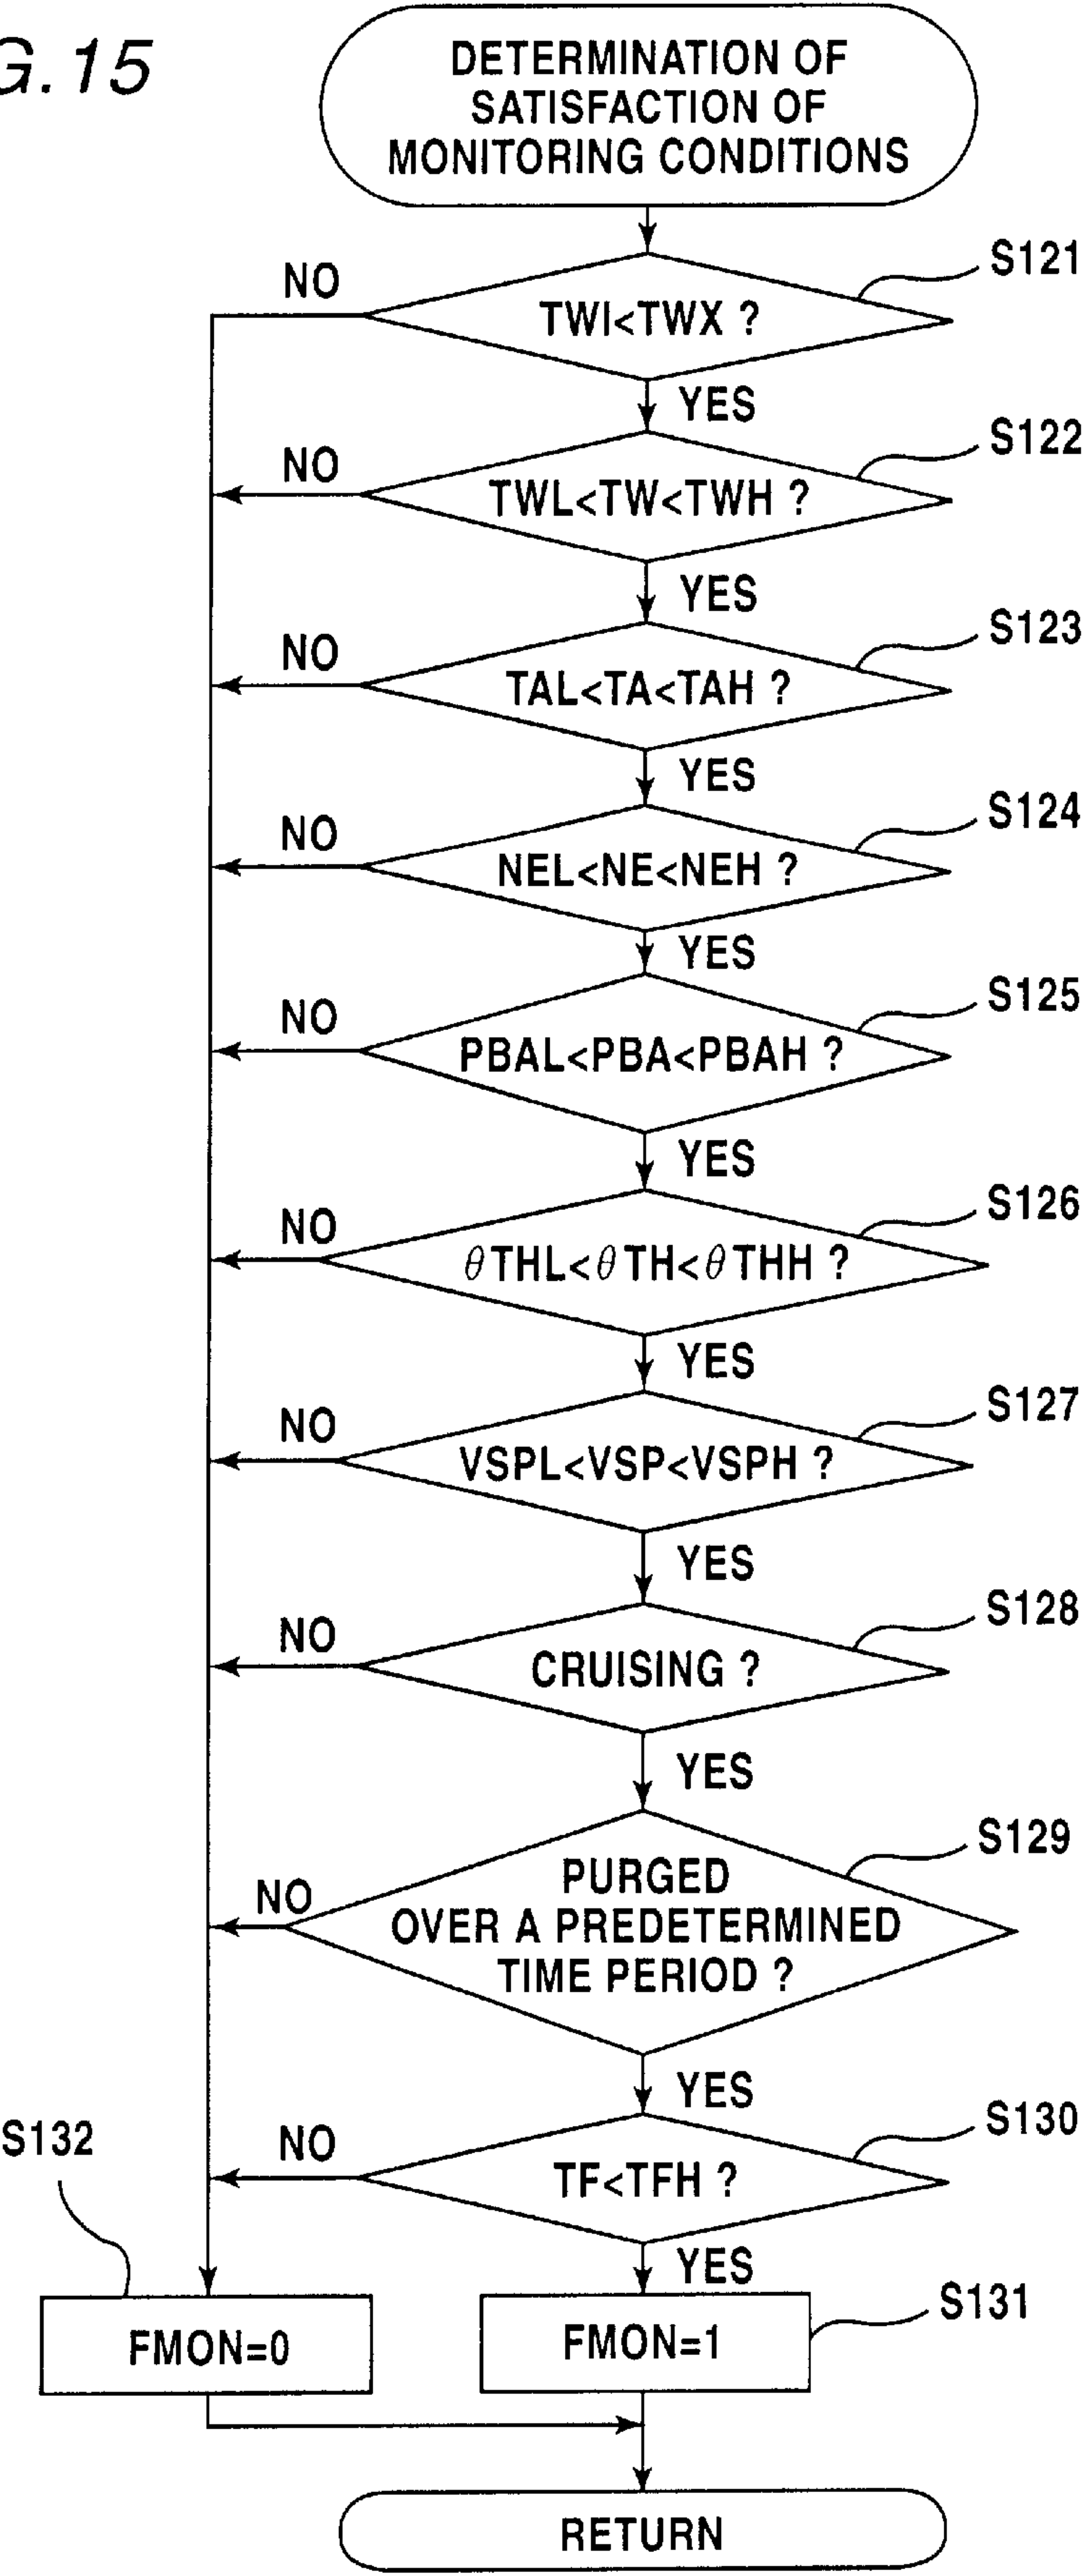 G.15
DETERMINATION OF
SATISFACTION OF
MONITORING CONDITIONS
S121
NO
TWI<TWX ?
YES
S122
NO
TWL<TW<TWH ?
YES
S123
NO
TAL<TA<TAH ?
YES
S124
NO
NEL<NE<NEH ?
YES
S125
NO
PBAL<PBA<PBAH ?
YES
S126
NO
θTHL<θTH<θTHH ?
YES
S127
NO
VSPL<VSP<VSPH ?
YES
S128
NO
CRUISING ?
YES
S129
NO
PURGED
OVER A PREDETERMINED
TIME PERIOD ?
YES
S130
S132
NO
TF<TFH ?
YES
S131
FMON=0
FMON=1
RETURN